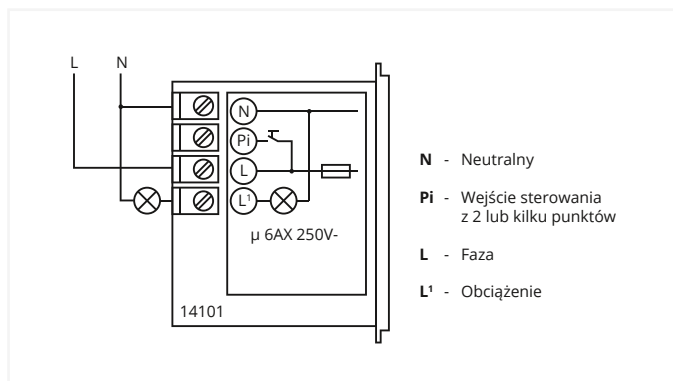 L N
N
Pi
L
L¹
µ 6AX 250V-
14101
N - Neutralny
Pi - Wejście sterowania
z 2 lub kilku punktów
L - Faza
L¹ - Obciążenie